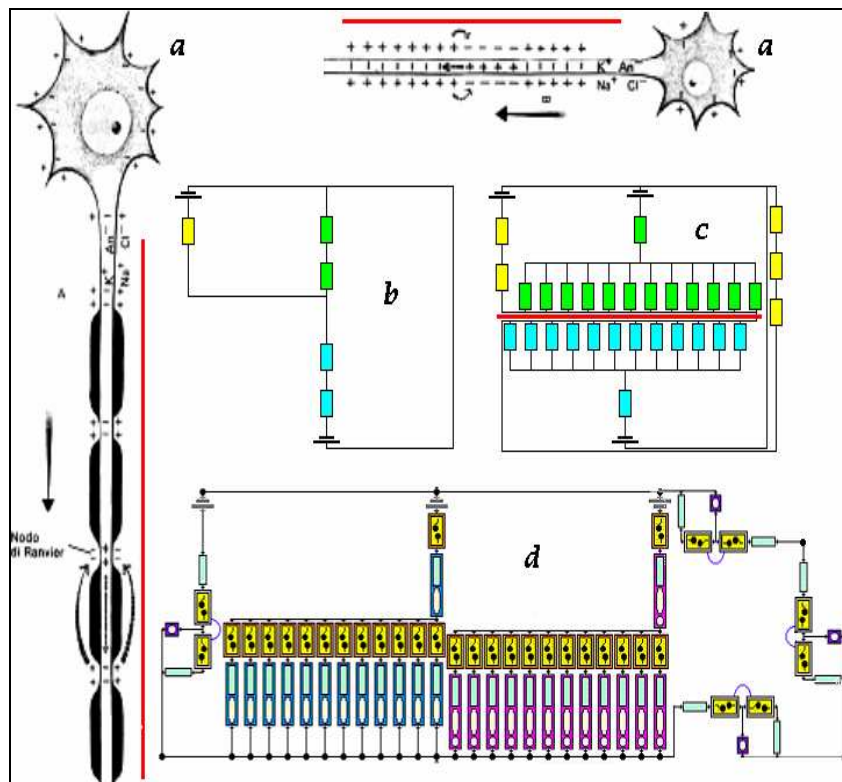 a
a
K⁺ An⁻
Na⁺ Cl⁻
B
An⁻ Cl⁻
K⁺ Na⁺
A
b
c
Nodo
di Ranvier
d